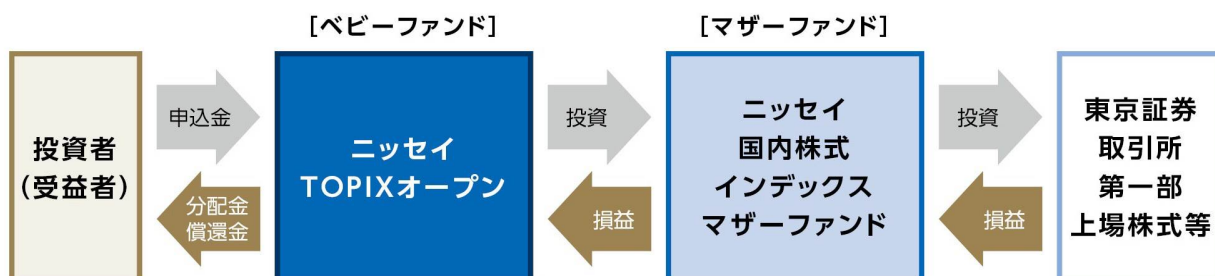 [ベビーファンド]
[マザーファンド]
投資者
(受益者)
申込金
分配金
償還金
ニッセイ
TOPIXオープン
投資
損益
ニッセイ
国内株式
インデックス
マザーファンド
投資
損益
東京証券
取引所
第一部
上場株式等